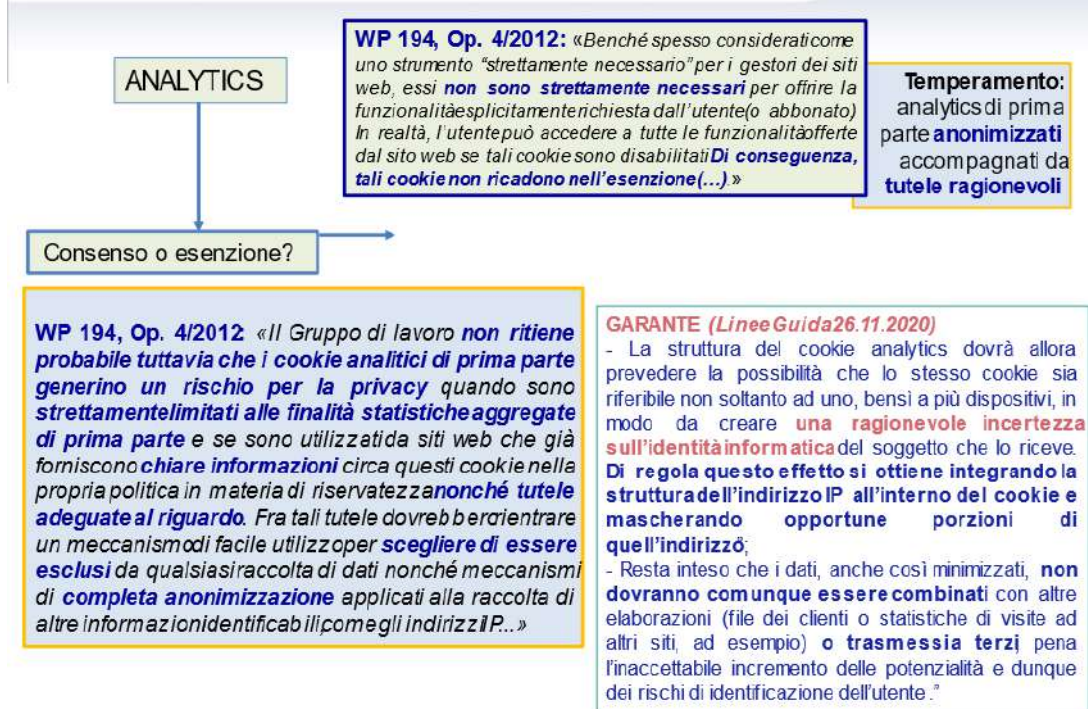 ANALYTICS
WP 194, Op. 4/2012: «Benché spesso considerati come
uno strumento "strettamente necessario" per i gestori dei siti
web, essi non sono strettamente necessari per offrire la
funzionalità esplicitamente richiesta dall'utente (o abbonato)
In realtà, l'utente può accedere a tutte le funzionalità offerte
dal sito web se tali cookie sono disabilitati Di conseguenza,
tali cookie non ricadono nell'esenzione (…).»
Temperamento:
analytics di prima
parte anonimizzati
accompagnati da
tutele ragionevoli
Consenso o esenzione?
WP 194, Op. 4/2012: «Il Gruppo di lavoro non ritiene
probabile tuttavia che i cookie analitici di prima parte
generino un rischio per la privacy quando sono
strettamente limitati alle finalità statistiche aggregate
di prima parte e se sono utilizzati da siti web che già
forniscono chiare informazioni circa questi cookie nella
propria politica in materia di riservatezza nonché tutele
adeguate al riguardo. Fra tali tutele dovrebbero rientrare
un meccanismo di facile utilizzo per scegliere di essere
esclusi da qualsiasi raccolta di dati nonché meccanismi
di completa anonimizzazione applicati alla raccolta di
altre informazioni identificabili, come gli indirizzi IP...»
GARANTE (Linee Guida 26.11.2020)
- La struttura del cookie analytics dovrà allora
prevedere la possibilità che lo stesso cookie sia
riferibile non soltanto ad uno, bensì a più dispositivi, in
modo da creare una ragionevole incertezza
sull'identità informatica del soggetto che lo riceve.
Di regola questo effetto si ottiene integrando la
struttura dell'indirizzo IP all'interno del cookie e
mascherando opportune porzioni di
quell'indirizzo";
- Resta inteso che i dati, anche così minimizzati, non
dovranno comunque essere combinati con altre
elaborazioni (file dei clienti o statistiche di visite ad
altri siti, ad esempio) o trasmessi a terzi, pena
l'inaccettabile incremento delle potenzialità e dunque
dei rischi di identificazione dell'utente."